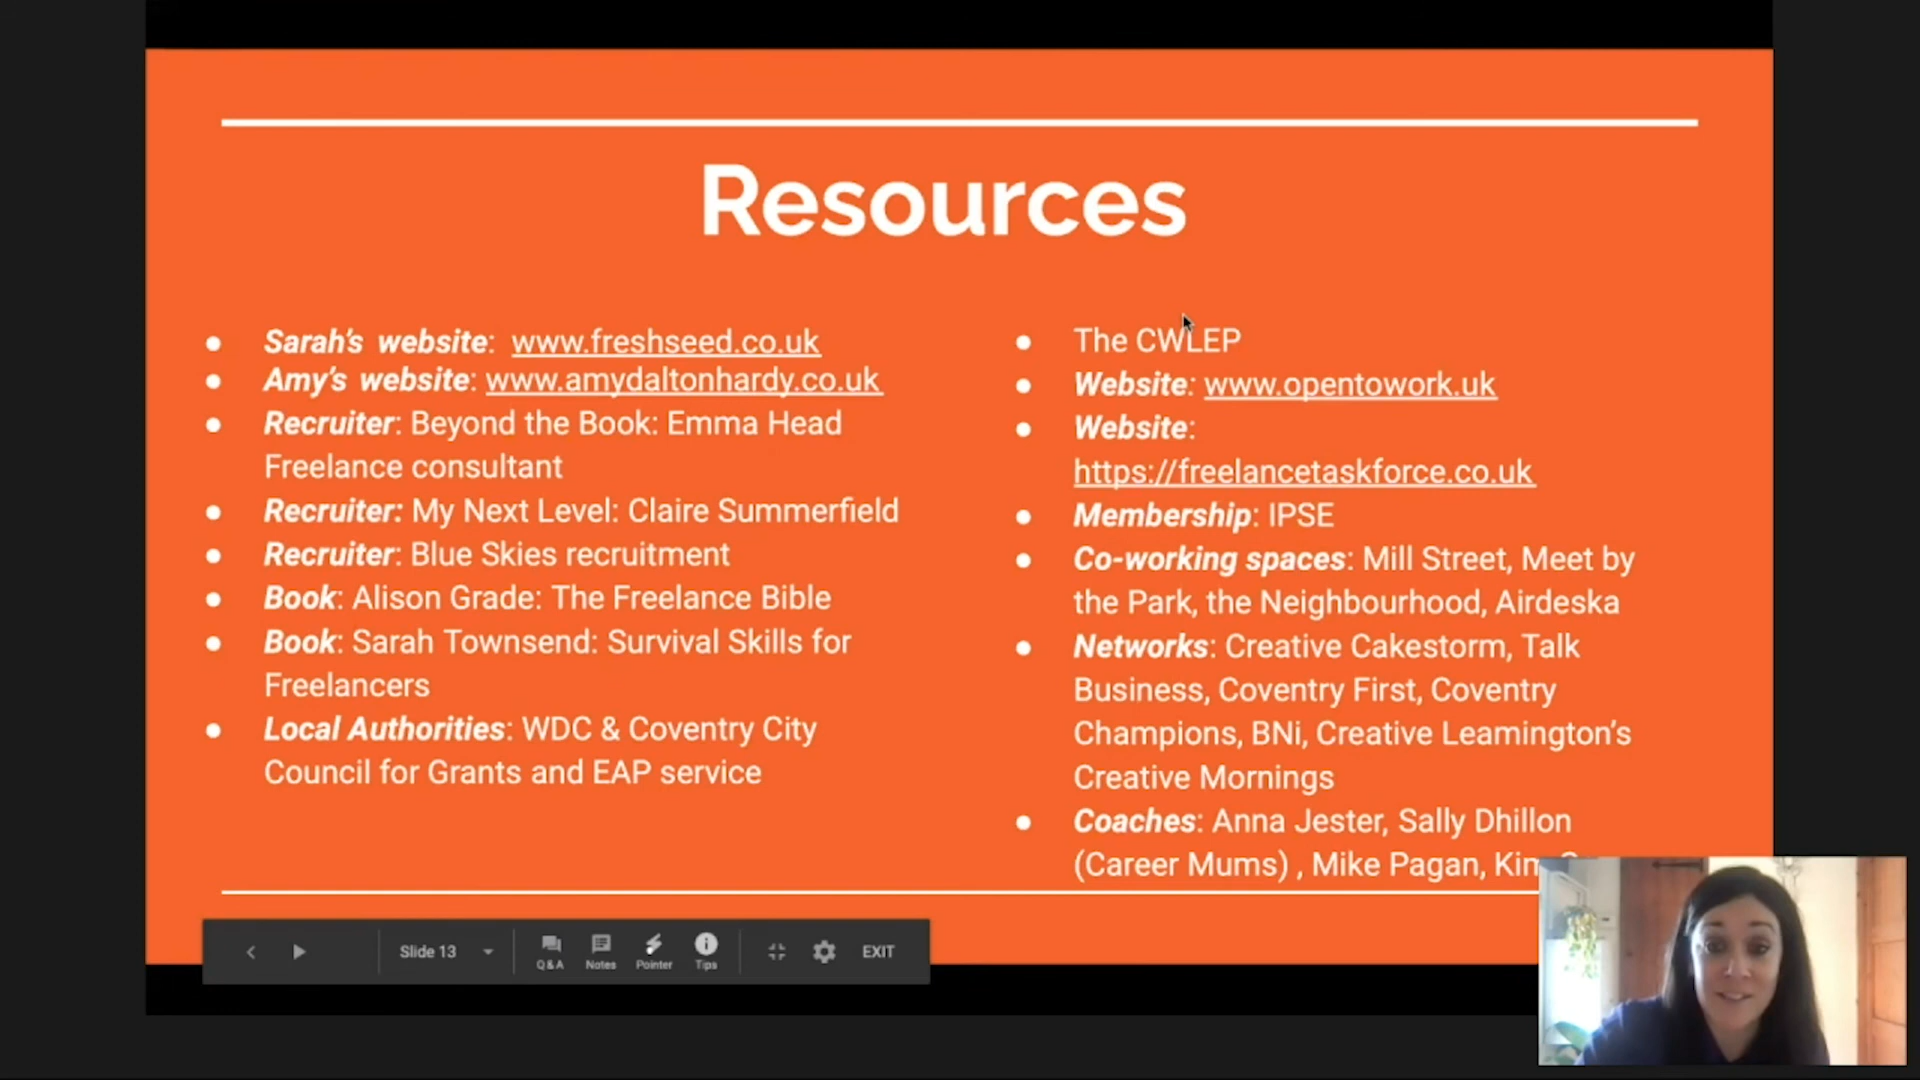 Resources
Sarah's website: www.freshseed.co.uk
Amy's website: www.amydaltonhardy.co.uk
Recruiter: Beyond the Book: Emma Head
Freelance consultant
Recruiter: My Next Level: Claire Summerfield
Recruiter: Blue Skies recruitment
Book: Alison Grade: The Freelance Bible
Book: Sarah Townsend: Survival Skills for
Freelancers
Local Authorities: WDC & Coventry City
Council for Grants and EAP service
The CWLEP
Website: www.opentowork.uk
Website:
https://freelancetaskforce.co.uk
Membership: IPSE
Co-working spaces: Mill Street, Meet by
the Park, the Neighbourhood, Airdeska
Networks: Creative Cakestorm, Talk
Business, Coventry First, Coventry
Champions, BNi, Creative Leamington's
Creative Mornings
Coaches: Anna Jester, Sally Dhillon
(Career Mums) , Mike Pagan,
Slide 13
Q&A
Notes
Pointer
Tips
EXIT